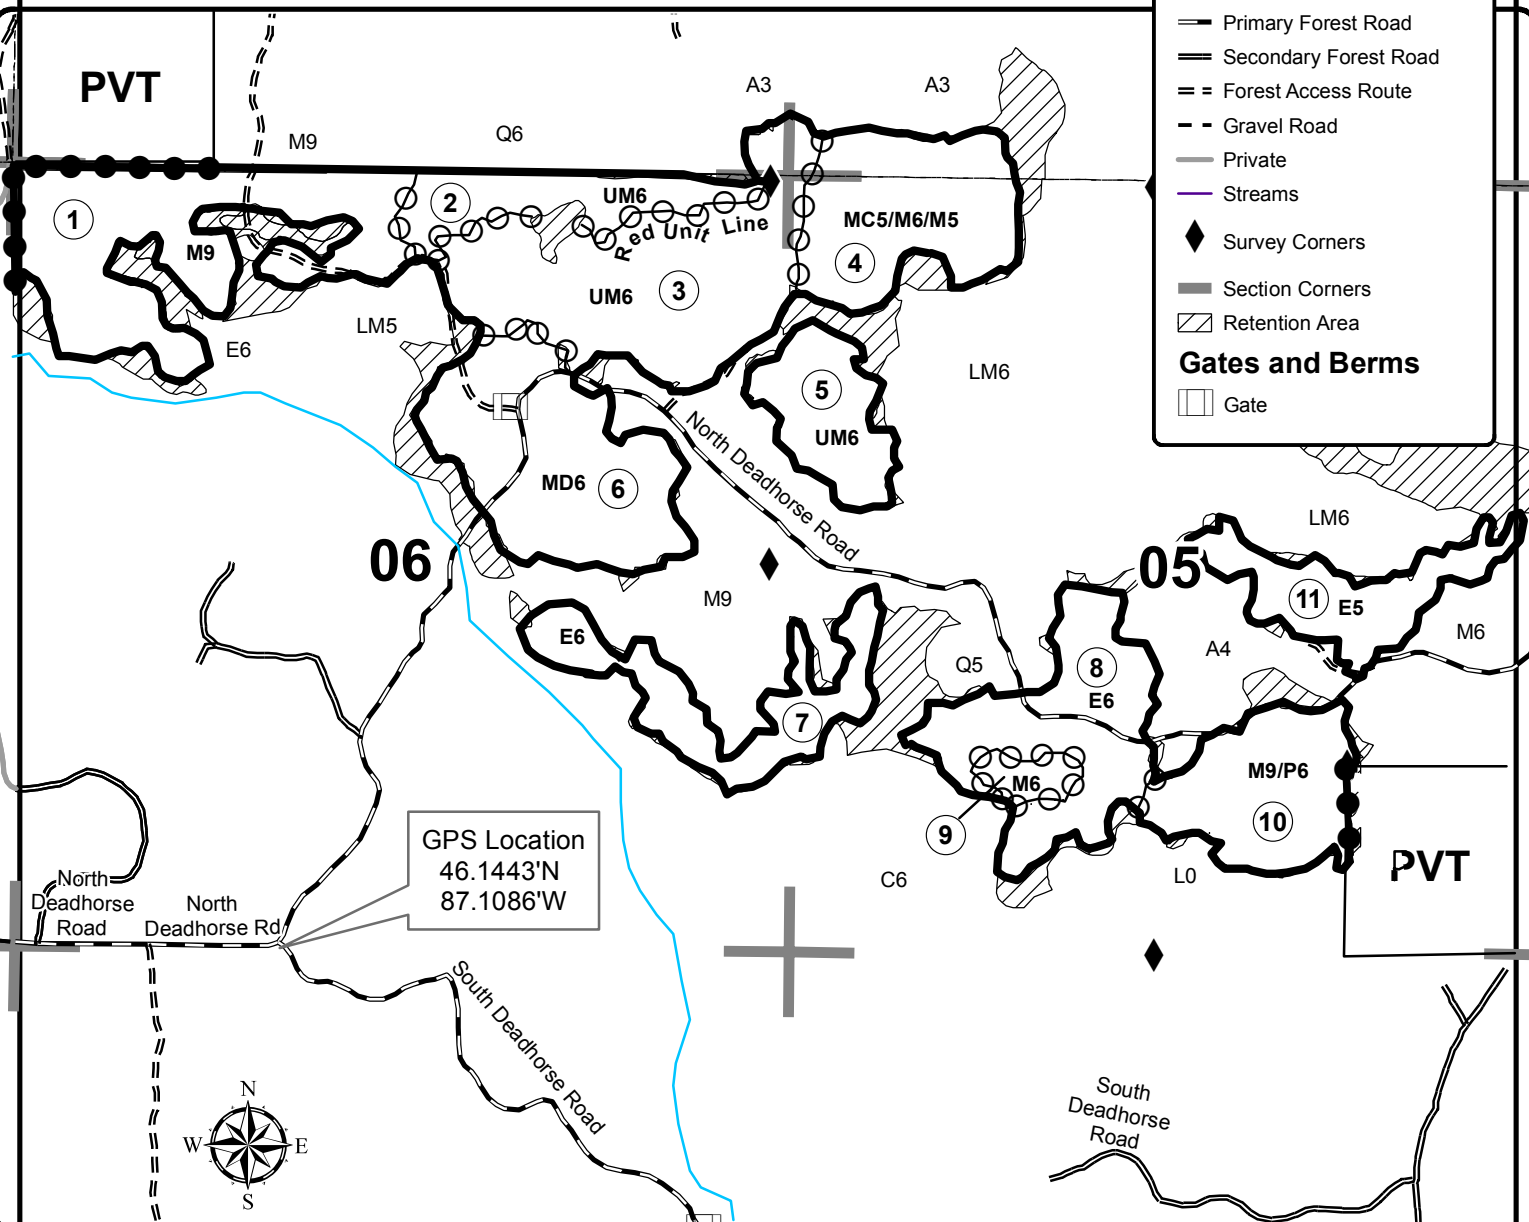 PVT
A3
A3
M9
Q6
Primary Forest Road
Secondary Forest Road
Forest Access Route
Gravel Road
Private
Streams
Survey Corners
Section Corners
Retention Area
Gates and Berms
Gate
1
2
UM6
Red Unit Line
MC5/M6/M5
M9
4
3
UM6
LM5
E6
LM6
5
UM6
North Deadhorse Road
MD6
6
LM6
06
05
11
E5
M9
M6
E6
A4
Q5
8
E6
7
M9/P6
M6
10
9
PVT
GPS Location
46.1443'N
87.1086'W
C6
L0
North
Deadhorse
Road
North
Deadhorse Rd
South Deadhorse Road
N
W
E
S
South
Deadhorse
Road